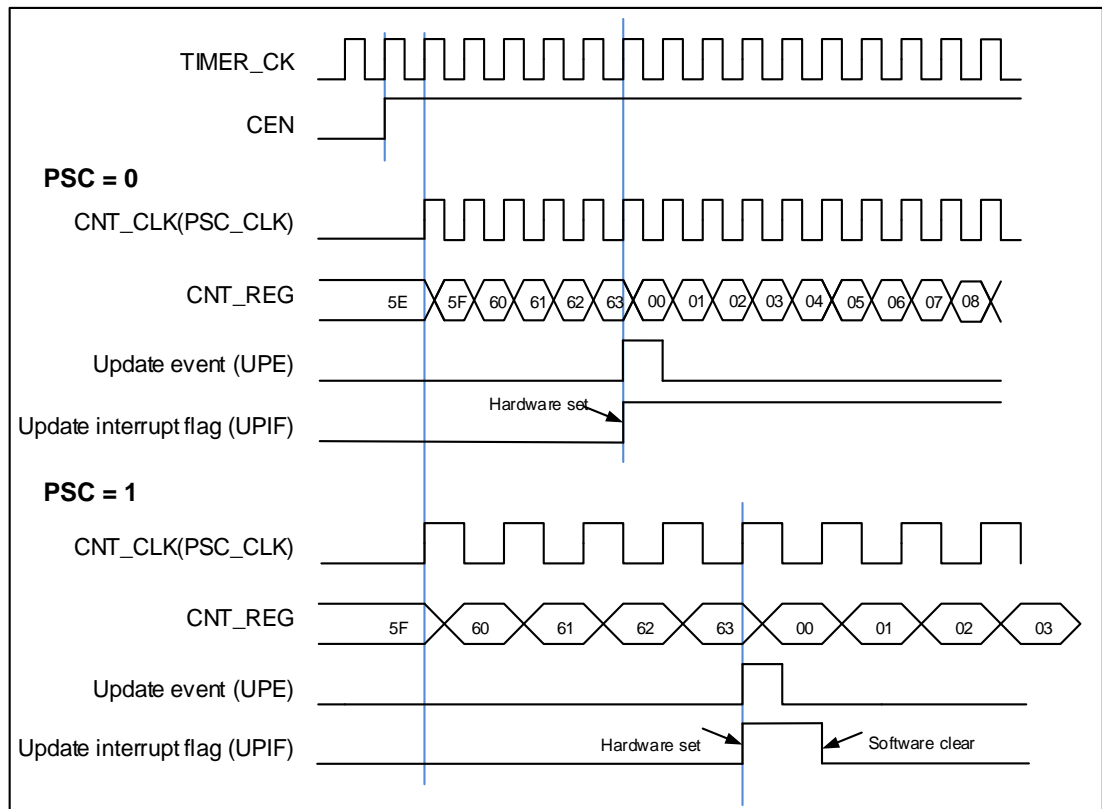 TIMER_CK
CEN
PSC = 0
CNT_CLK(PSC_CLK)
CNT_REG 5E 5F 60 61 62 63 00 01 02 03 04 05 06 07 08
Update event (UPE)
Hardware set
Update interrupt flag (UPIF)
PSC = 1
CNT_CLK(PSC_CLK)
CNT_REG 5F 60 61 62 63 00 01 02 03
Update event (UPE)
Update interrupt flag (UPIF) Hardware set Software clear